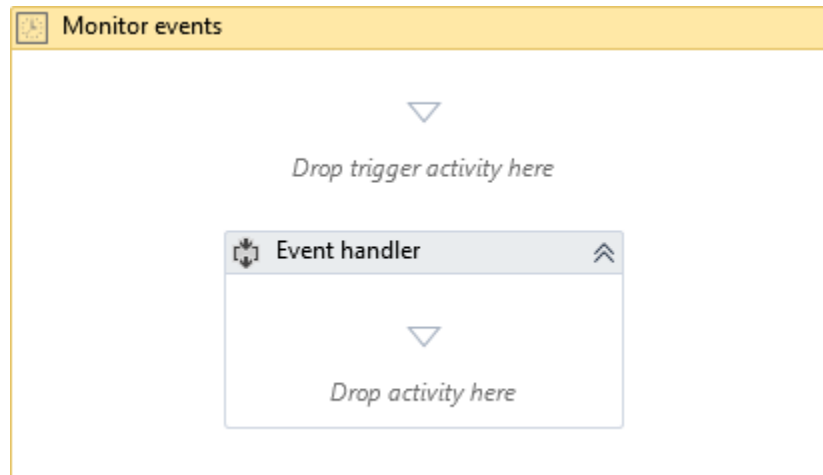 Monitor events
Drop trigger activity here
Event handler
Drop activity here